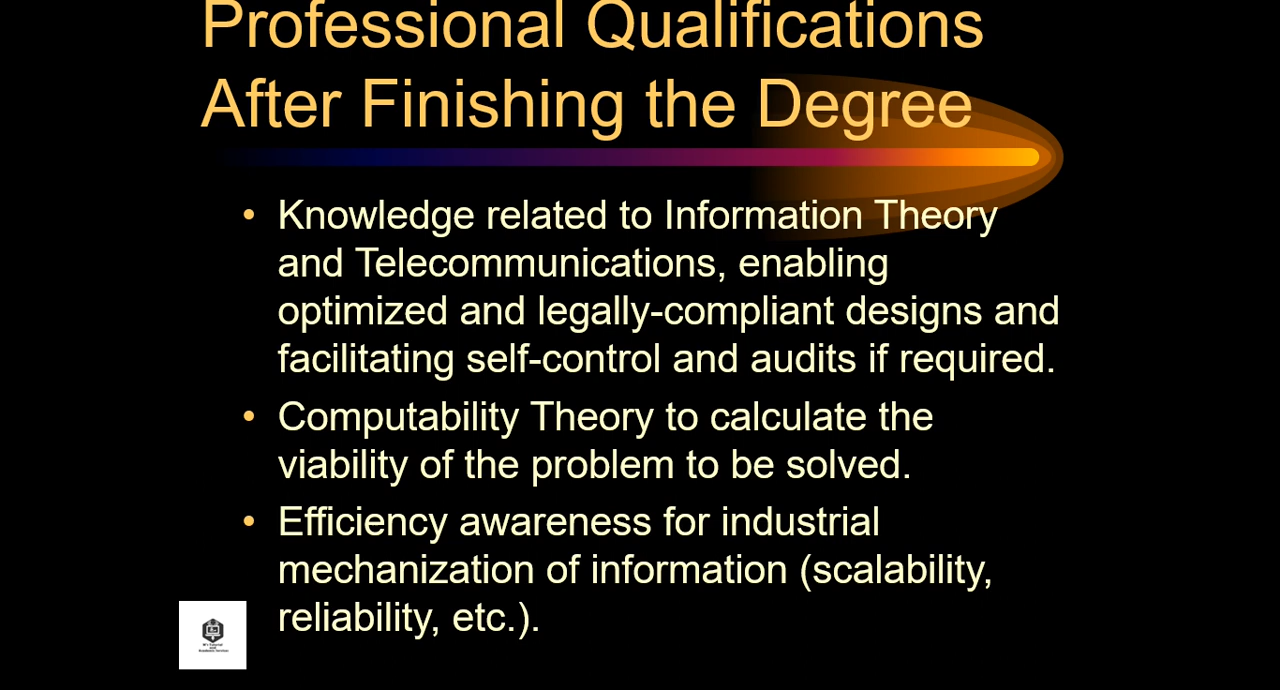 Professional Qualifications
After Finishing the Degree
• Knowledge related to Information Theory
and Telecommunications, enabling
optimized and legally-compliant designs and
facilitating self-control and audits if required.
• Computability Theory to calculate the
viability of the problem to be solved.
• Efficiency awareness for industrial
mechanization of information (scalability,
reliability, etc.).